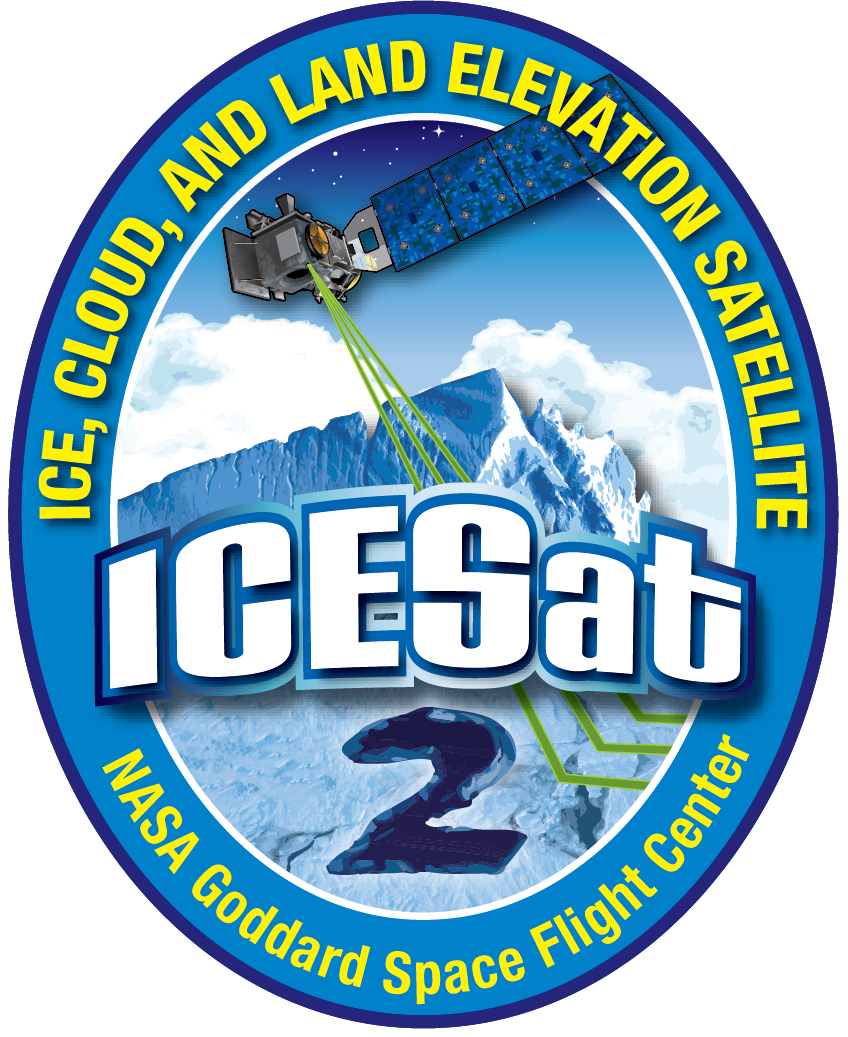 ICE, CLOUD, AND LAND ELEVATION SATELLITE
ICESat
2
NASA Goddard Space Flight Center